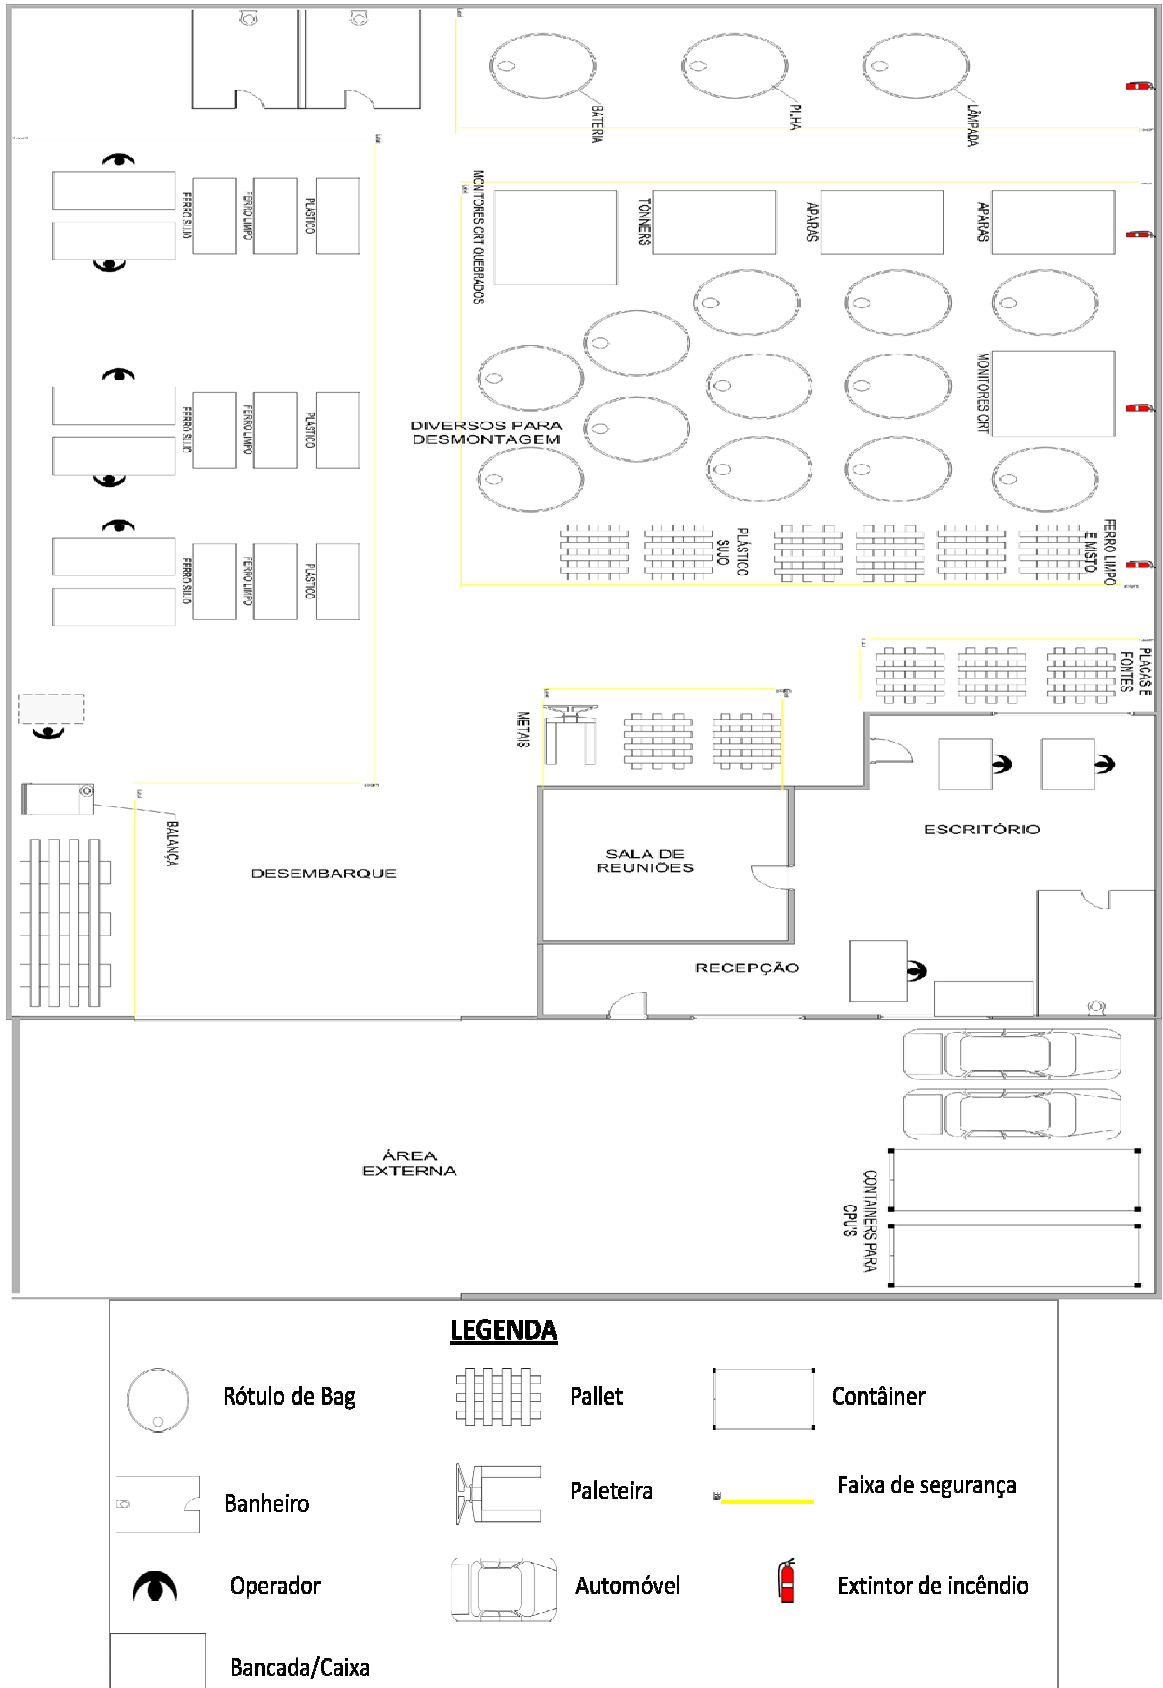 BATERIA
PILHA
LÂMPADA
FERRO SUJO
FERRO LIMPO
PLÁSTICO
MONITORES CRT QUEBRADOS
TONNERS
APARAS
APARAS
MONITORES CRT
DIVERSOS PARA
DESMONTAGEM
FERRO SUJO
FERRO LIMPO
PLÁSTICO
FERRO SUJO
FERRO LIMPO
PLÁSTICO
PLÁSTICO
SUJO
FERRO LIMPO
E MISTO
PLACAS E
FONTES
METAIS
BALANÇA
DESEMBARQUE
SALA DE
REUNIÕES
ESCRITÓRIO
RECEPÇÃO
ÁREA
EXTERNA
CONTAINERS PARA
CPU'S
LEGENDA
Rótulo de Bag
Pallet
Contâiner
Banheiro
Paleteira
Faixa de segurança
Operador
Automóvel
Extintor de incêndio
Bancada/Caixa